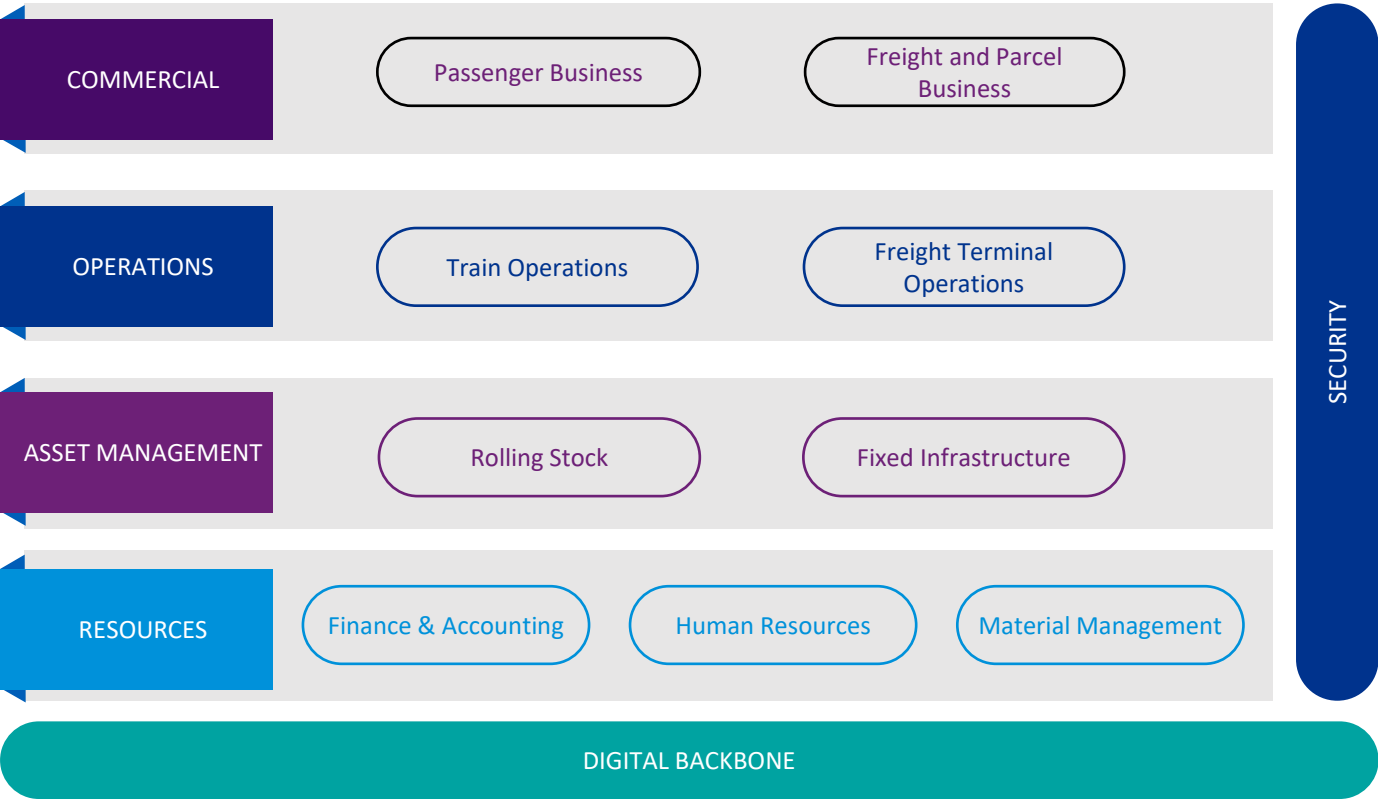 COMMERCIAL
Passenger Business
Freight and Parcel
Business
OPERATIONS
Train Operations
Freight Terminal
Operations
SECURITY
ASSET MANAGEMENT
Rolling Stock
Fixed Infrastructure
RESOURCES
Finance & Accounting
Human Resources
Material Management
DIGITAL BACKBONE